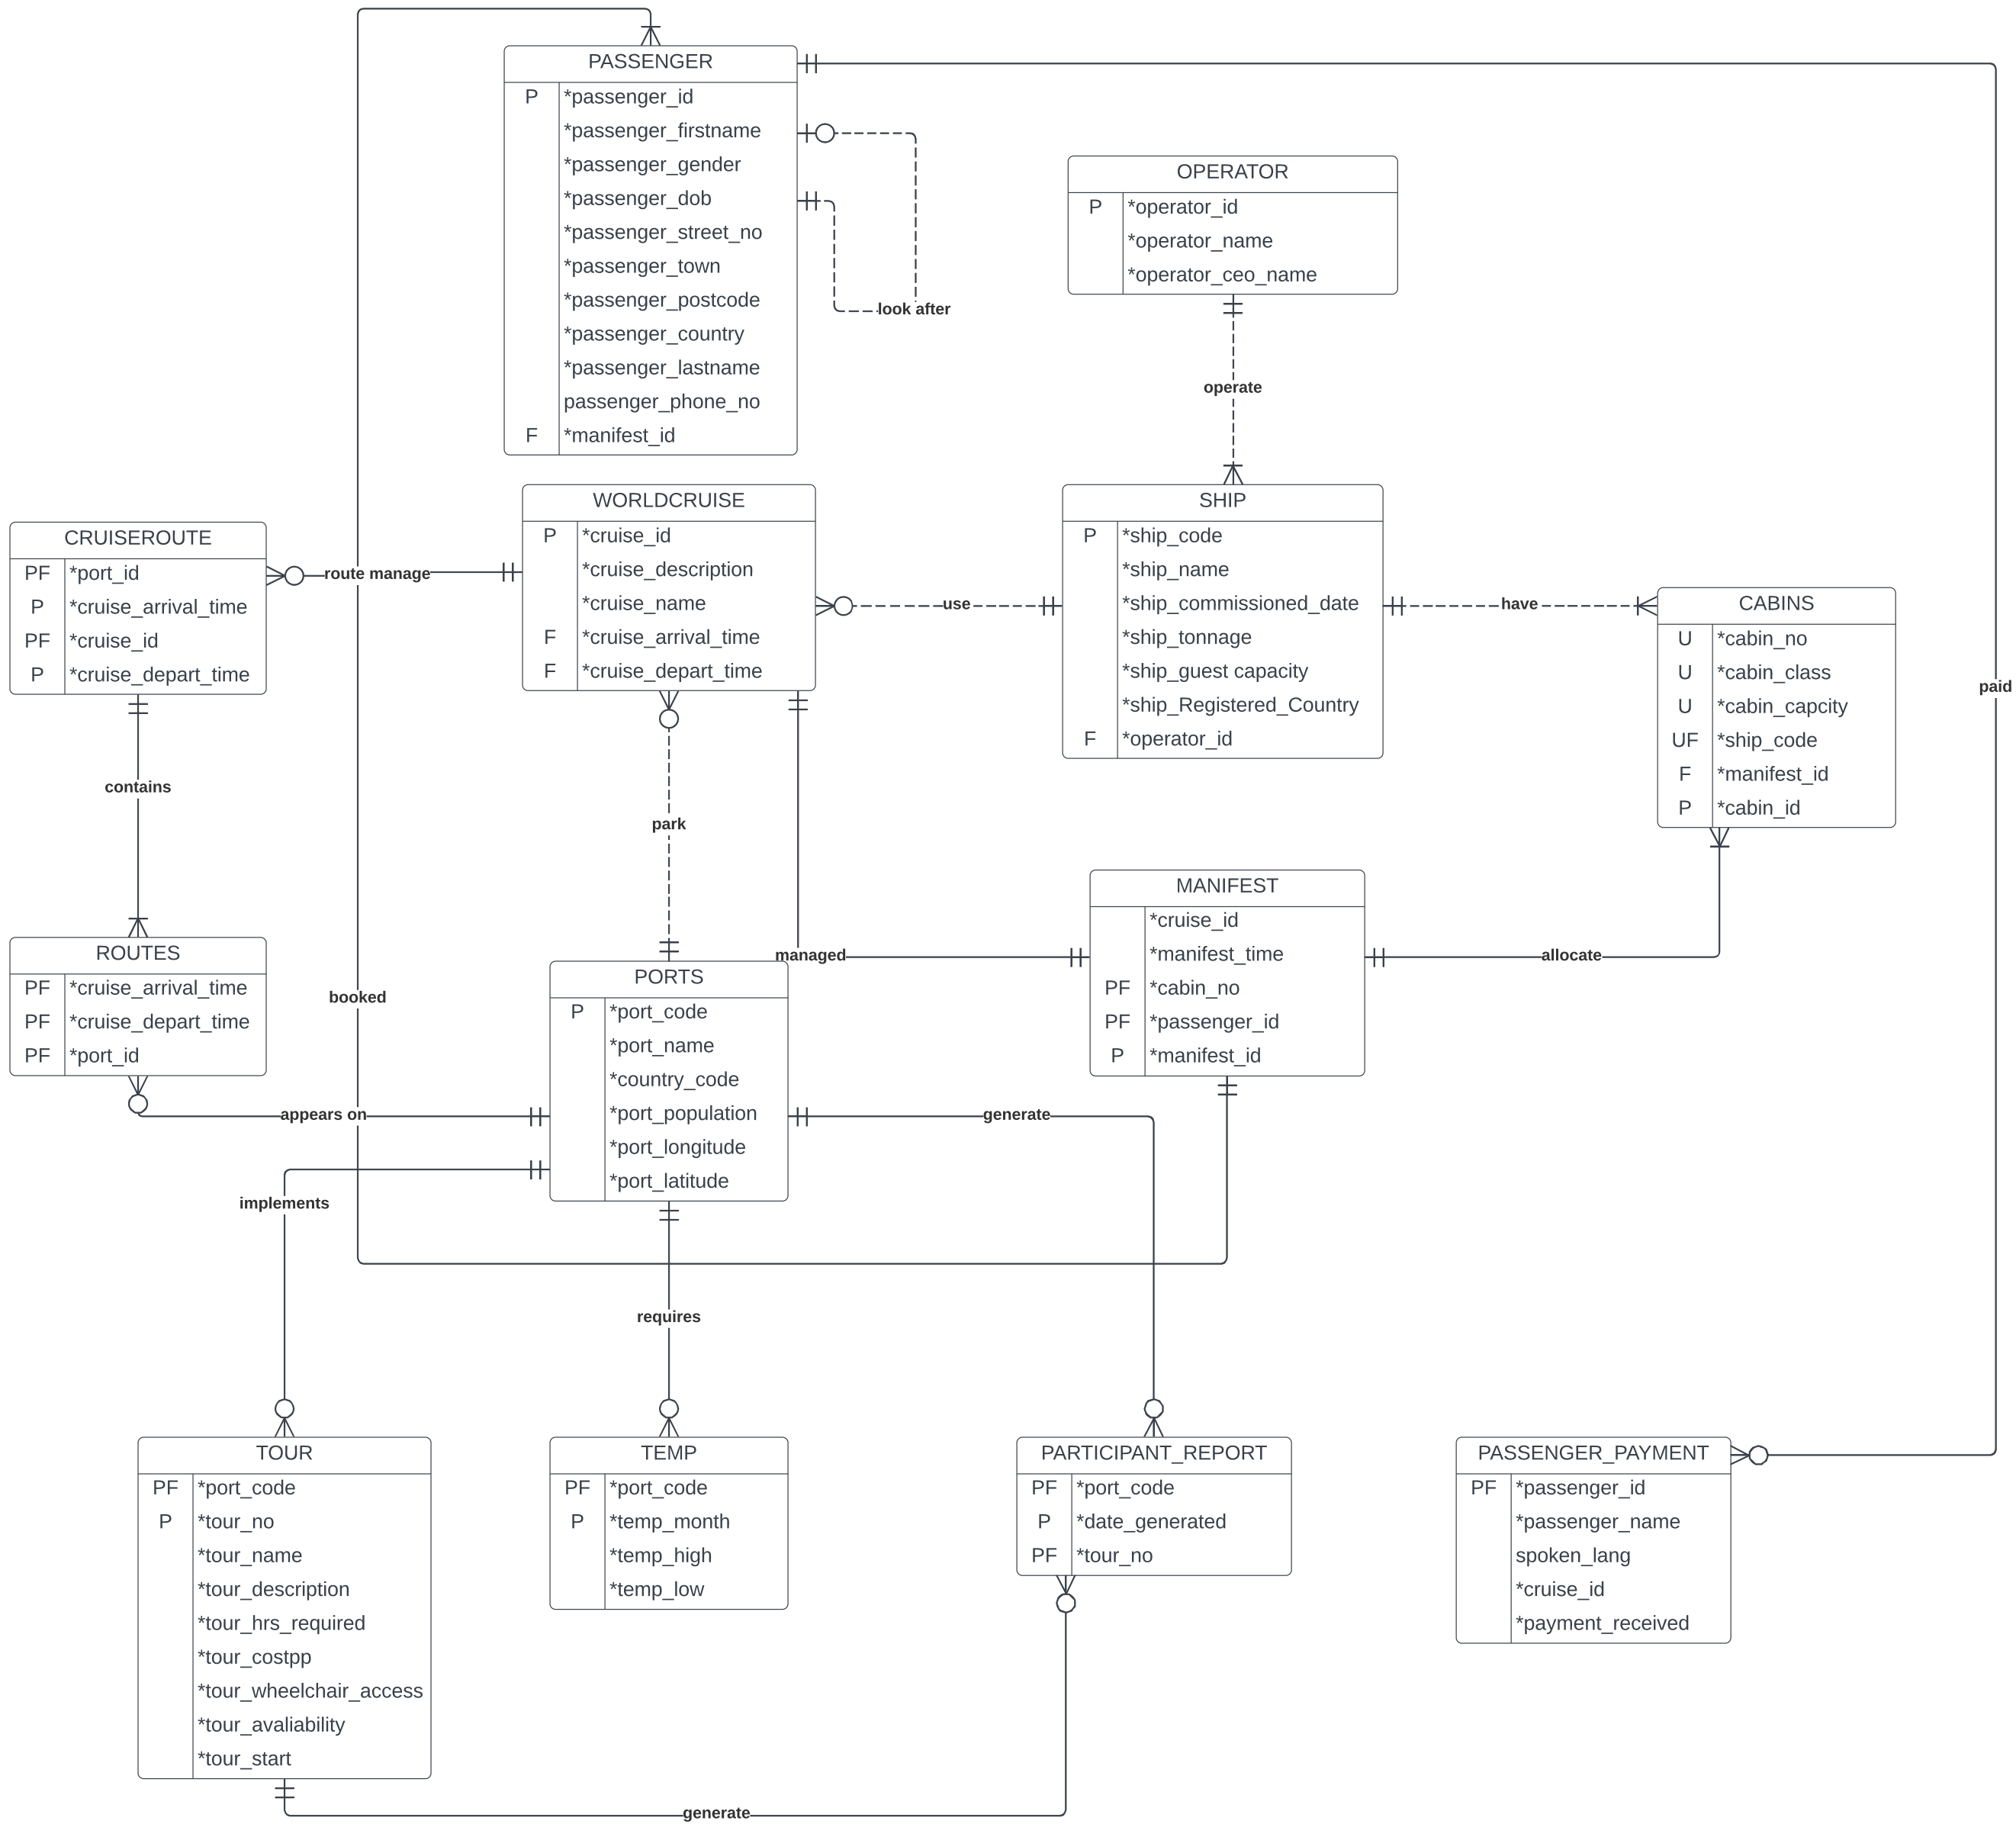 PASSENGER
P *passenger_id
*passenger_firstname
*passenger_gender
*passenger_dob
*passenger_street_no
*passenger_town
*passenger_postcode
*passenger_country
*passenger_lastname
passenger_phone_no
F *manifest_id
look after
OPERATOR
P *operator_id
*operator_name
*operator_ceo_name
operate
CRUISEROUTE
PF *port_id
P *cruise_arrival_time
PF *cruise_id
P *cruise_depart_time
route manage
WORLDCRUISE
P *cruise_id
*cruise_description
*cruise_name
F *cruise_arrival_time
F *cruise_depart_time
use
SHIP
P *ship_code
*ship_name
*ship_commissioned_date
*ship_tonnage
*ship_guest capacity
*ship_Registered_Country
F *operator_id
have
CABINS
U *cabin_no
U *cabin_class
U *cabin_capcity
UF *ship_code
F *manifest_id
P *cabin_id
paid
contains
park
managed
MANIFEST
*cruise_id
*manifest_time
PF *cabin_no
PF *passenger_id
P *manifest_id
allocate
ROUTES
PF *cruise_arrival_time
PF *cruise_depart_time
PF *port_id
booked
PORTS
P *port_code
*port_name
*country_code
*port_population
*port_longitude
*port_latitude
appears on
generate
implements
requires
TOUR
PF *port_code
P *tour_no
*tour_name
*tour_description
*tour_hrs_required
*tour_costpp
*tour_wheelchair_access
*tour_avaliability
*tour_start
TEMP
PF *port_code
P *temp_month
*temp_high
*temp_low
PARTICIPANT_REPORT
PF *port_code
P *date_generated
PF *tour_no
PASSENGER_PAYMENT
PF *passenger_id
*passenger_name
spoken_lang
*cruise_id
*payment_received
generate